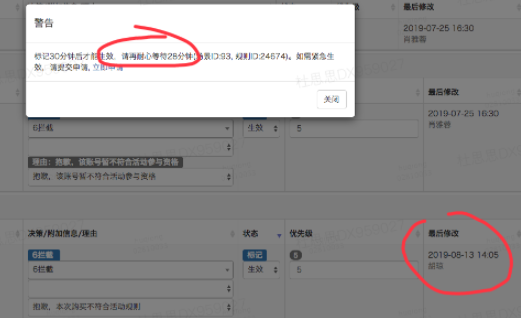 最后修改
2019-07-25 16:30
警告
标记30分钟后才能生效，请再耐心等待28分钟(场景ID:93, 规则ID:24674)。如需紧急生
效，请提交申请, 立即申请
关闭
最后修改
6拦截
生效
5
2019-07-25 16:30
理由：抱歉，该账号暂不符合活动参与资格
抱歉，该账号暂不符合活动参与资格
决策/附加信息/理由
状态
优先级
最后修改
6拦截
标记
5
2019-08-13 14:05
6拦截
生效
5
抱歉，本次购买不符合活动规则